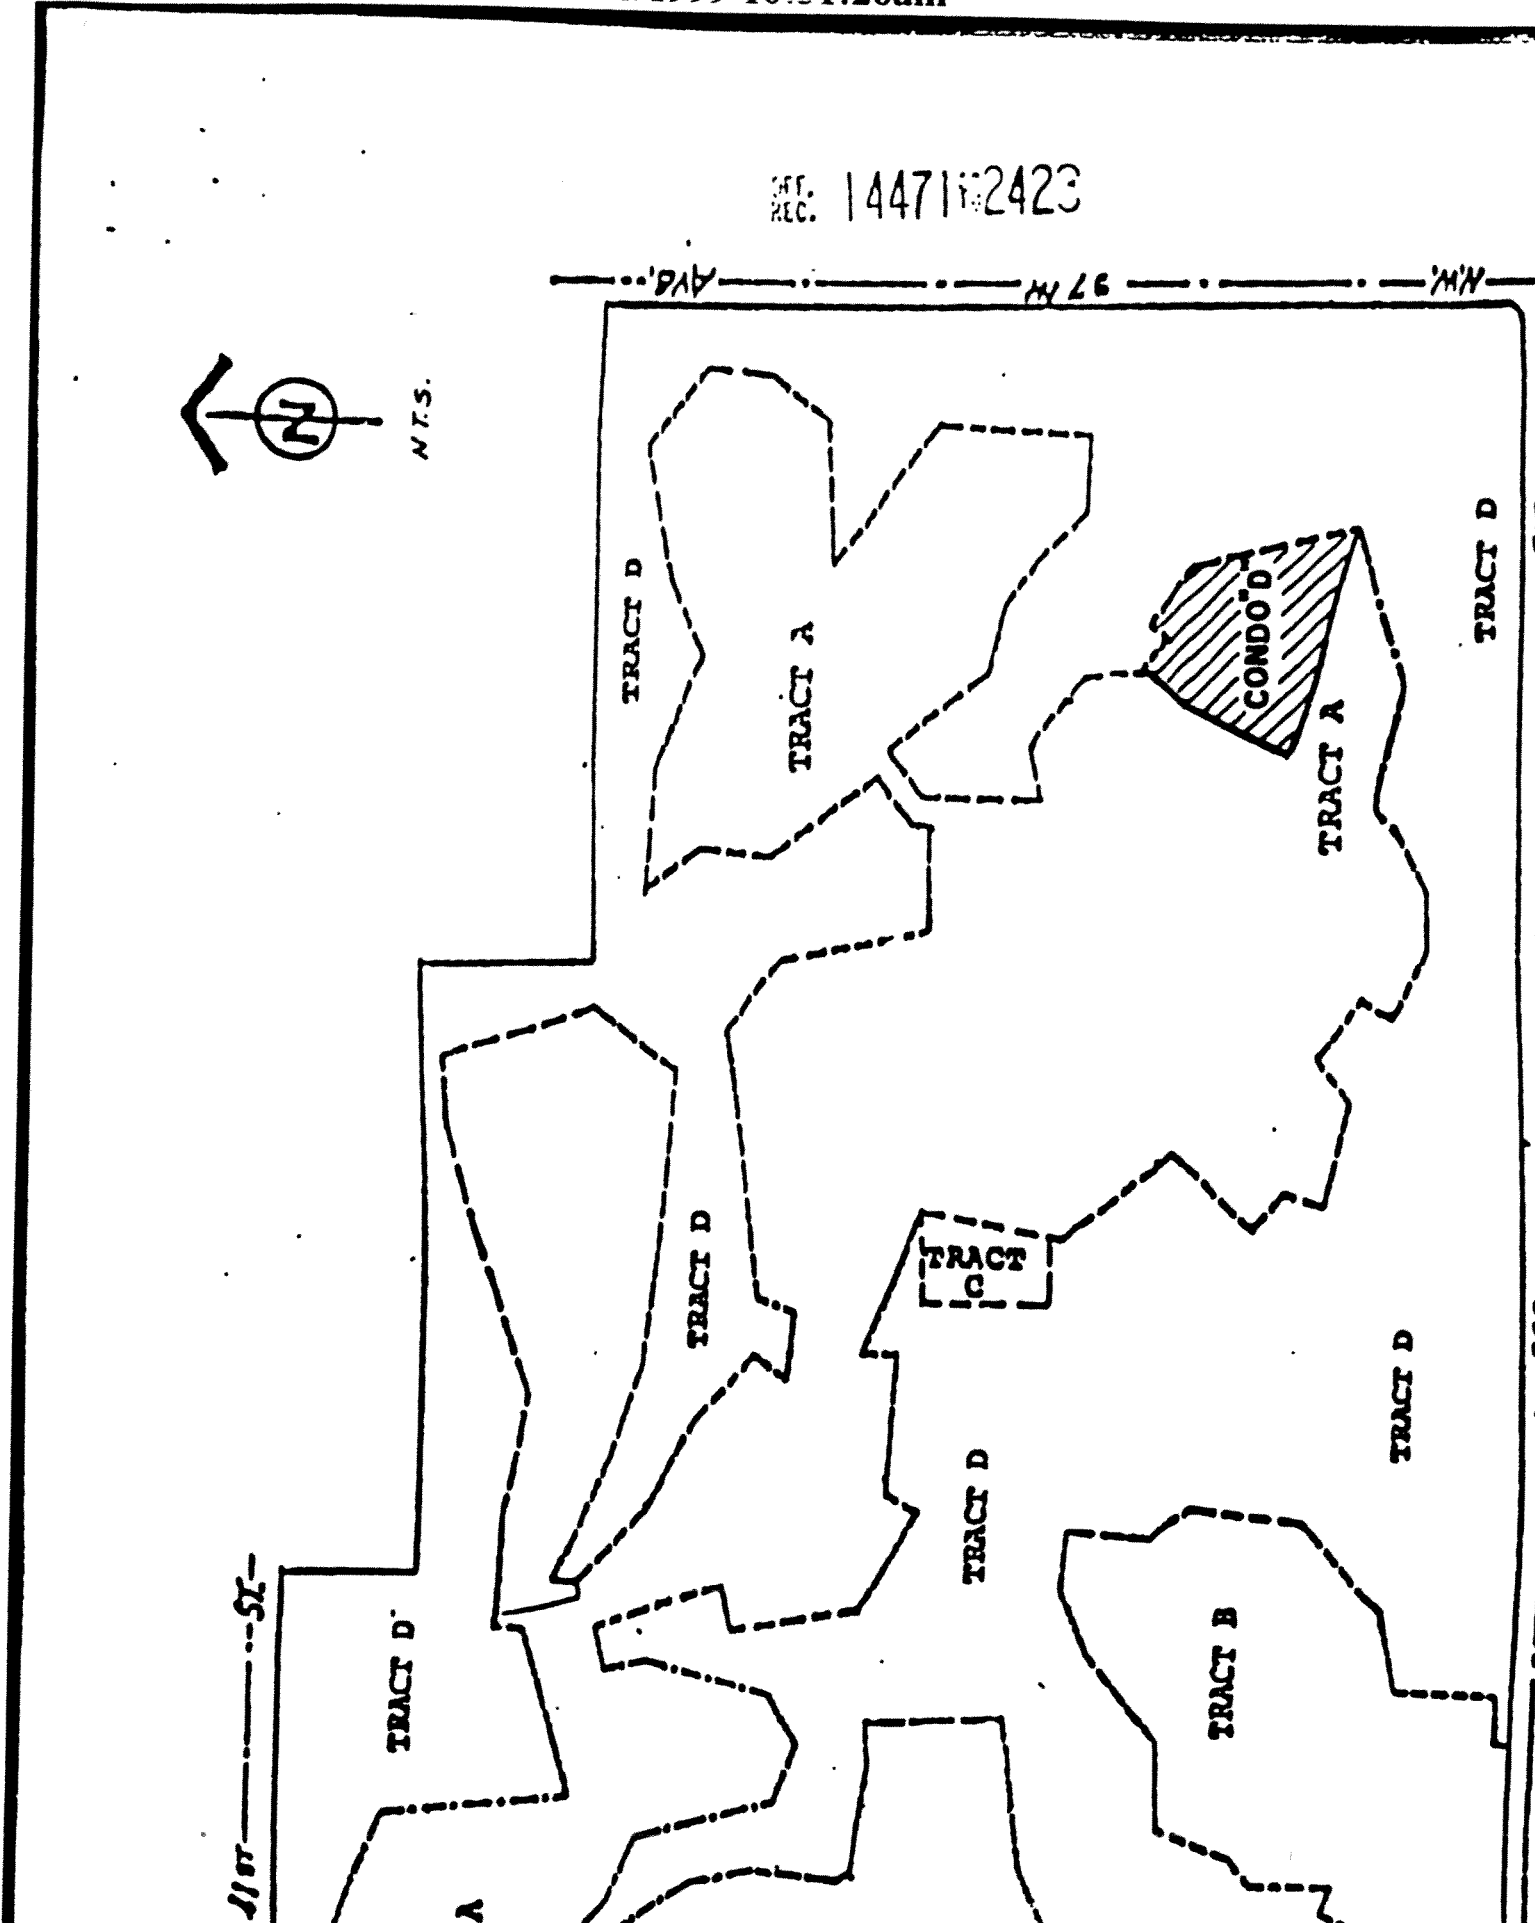 OFF. REC. 14471 2423
N.W. 97 AVE.
N
N.T.S.
TRACT D
TRACT A
CONDO "D"
TRACT D
TRACT A
TRACT D
TRACT C
TRACT D
TRACT D
TRACT D
TRACT B
ST
A